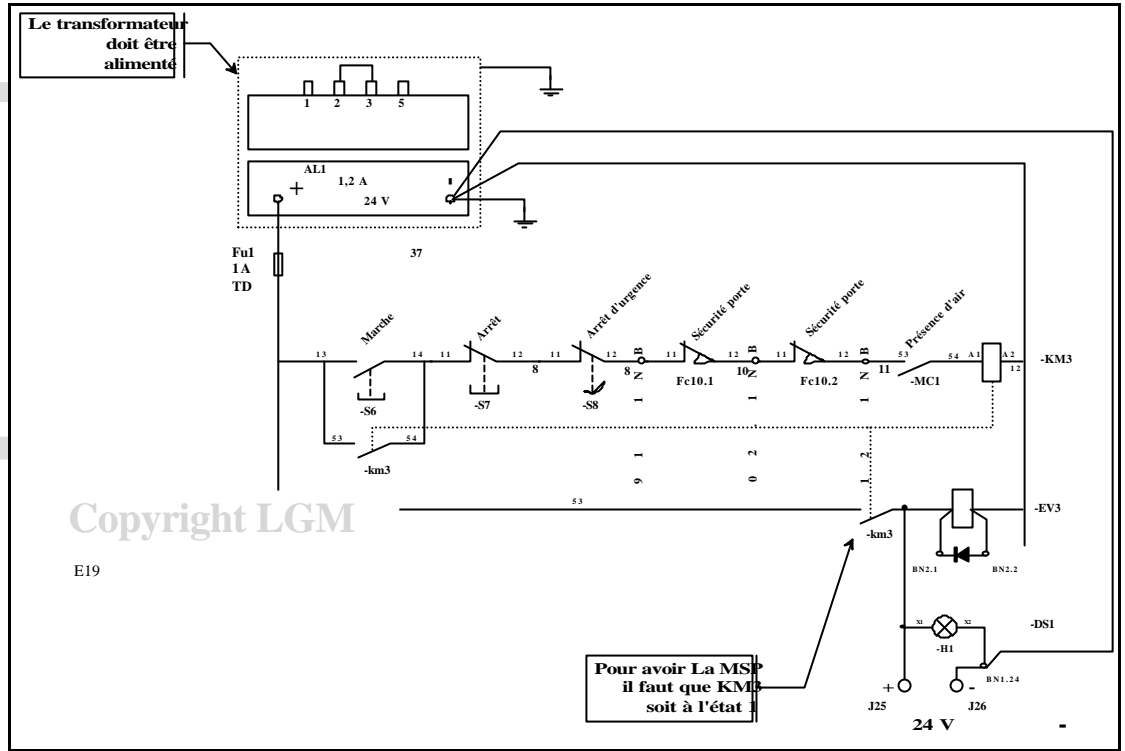 Le transformateur
doit être
alimenté
1 2 3 5
AL1
+ 1,2 A -
24 V
Fu1
1A
TD
37
Marche
Arrêt
Arrêt d'urgence
Sécurité porte
Sécurité porte
Présence d'air
13 14 11 12 11 12 11 12 11 12 53 54 A1 A2
8 8 10 11 12
-KM3
-S6 -S7 -S8 Fc10.1 Fc10.2 -MC1
B N 1 1 9
B N 1 1 . 2 0
B N 1 1 2 1
53 54
-km3
53
-km3
-EV3
BN2.1 BN2.2
Copyright LGM
E19
X1 X2
-H1
-DS1
BN1.24
Pour avoir La MSP
il faut que KM3
soit à l'état 1
+ -
J25 J26
24 V -